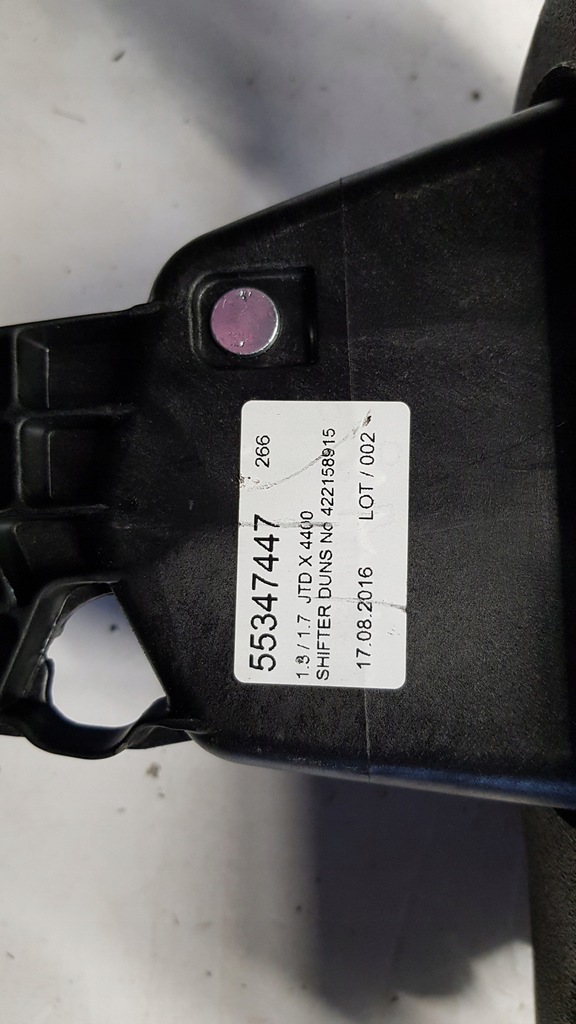 55347447 266
1.3 / 1.7 JTD X 4400
SHIFTER DUNS No 422158915
17.08.2016 LOT / 002